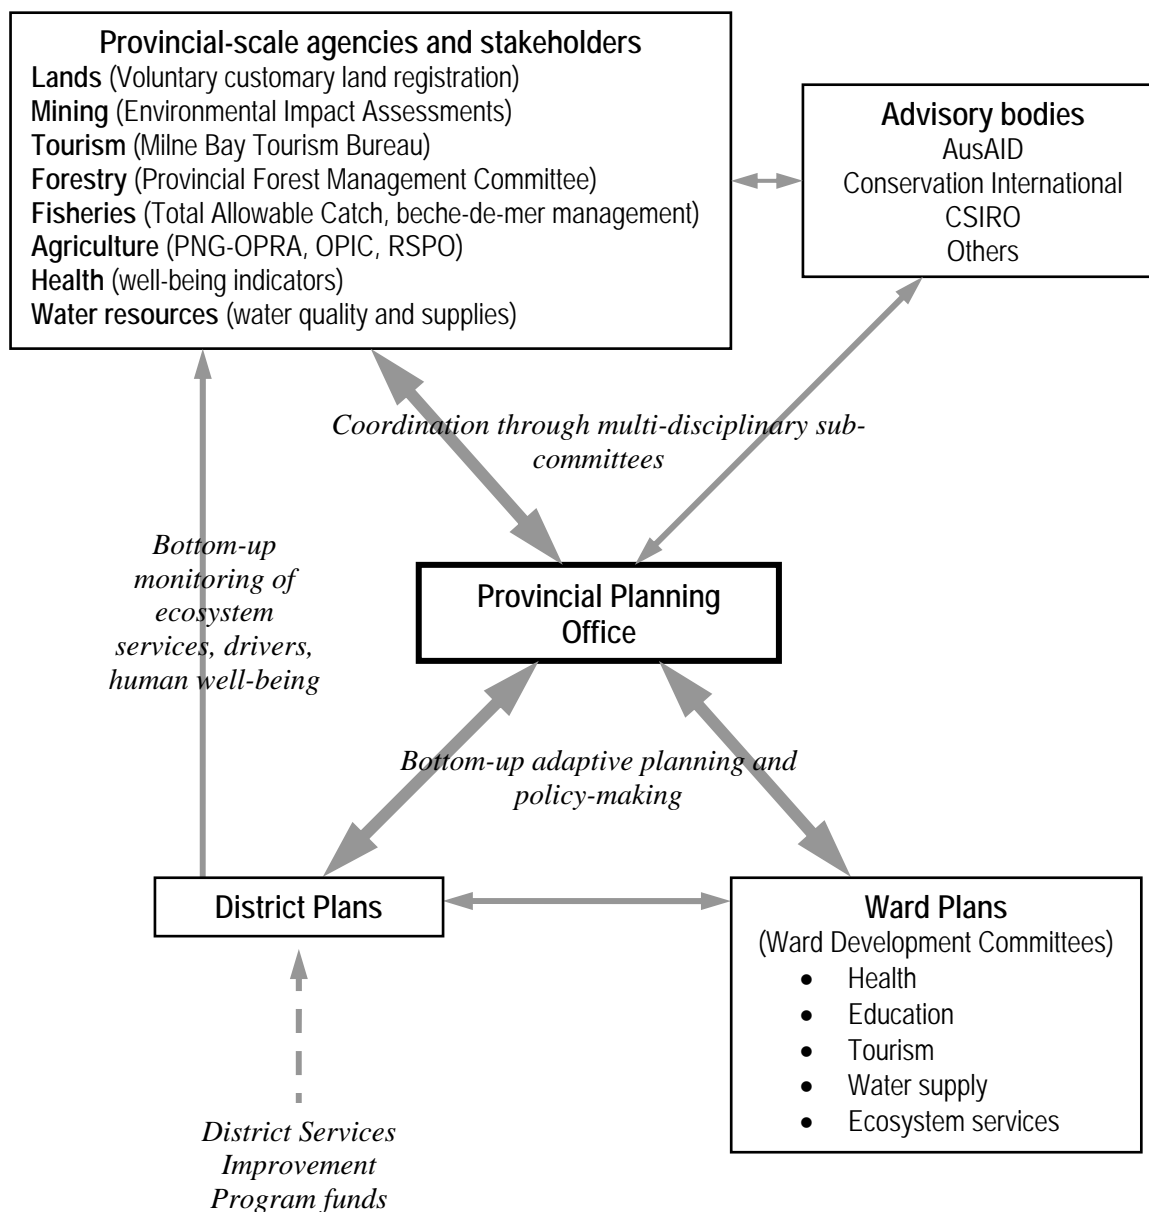 Provincial-scale agencies and stakeholders
Lands (Voluntary customary land registration)
Mining (Environmental Impact Assessments)
Tourism (Milne Bay Tourism Bureau)
Forestry (Provincial Forest Management Committee)
Fisheries (Total Allowable Catch, beche-de-mer management)
Agriculture (PNG-OPRA, OPIC, RSPO)
Health (well-being indicators)
Water resources (water quality and supplies)
Advisory bodies
AusAID
Conservation International
CSIRO
Others
Coordination through multi-disciplinary sub-
committees
Bottom-up
monitoring of
ecosystem
services, drivers,
human well-being
Provincial Planning
Office
Bottom-up adaptive planning and
policy-making
District Plans
Ward Plans
(Ward Development Committees)
• Health
• Education
• Tourism
• Water supply
• Ecosystem services
District Services
Improvement
Program funds